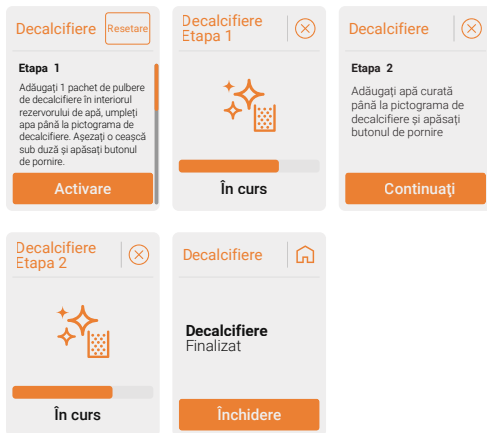 Decalcifiere
Resetare
Etapa 1
Adăugați 1 pachet de pulbere
de decalcifiere în interiorul
rezervorului de apă, umpleți
apa până la pictograma de
decalcifiere. Așezați o ceașcă
sub duză și apăsați butonul
de pornire.
Activare
Decalcifiere
Etapa 1
În curs
Decalcifiere
Etapa 2
Adăugați apă curată
până la pictograma de
decalcifiere și apăsați
butonul de pornire
Continuați
Decalcifiere
Etapa 2
În curs
Decalcifiere
Decalcifiere
Finalizat
Închidere